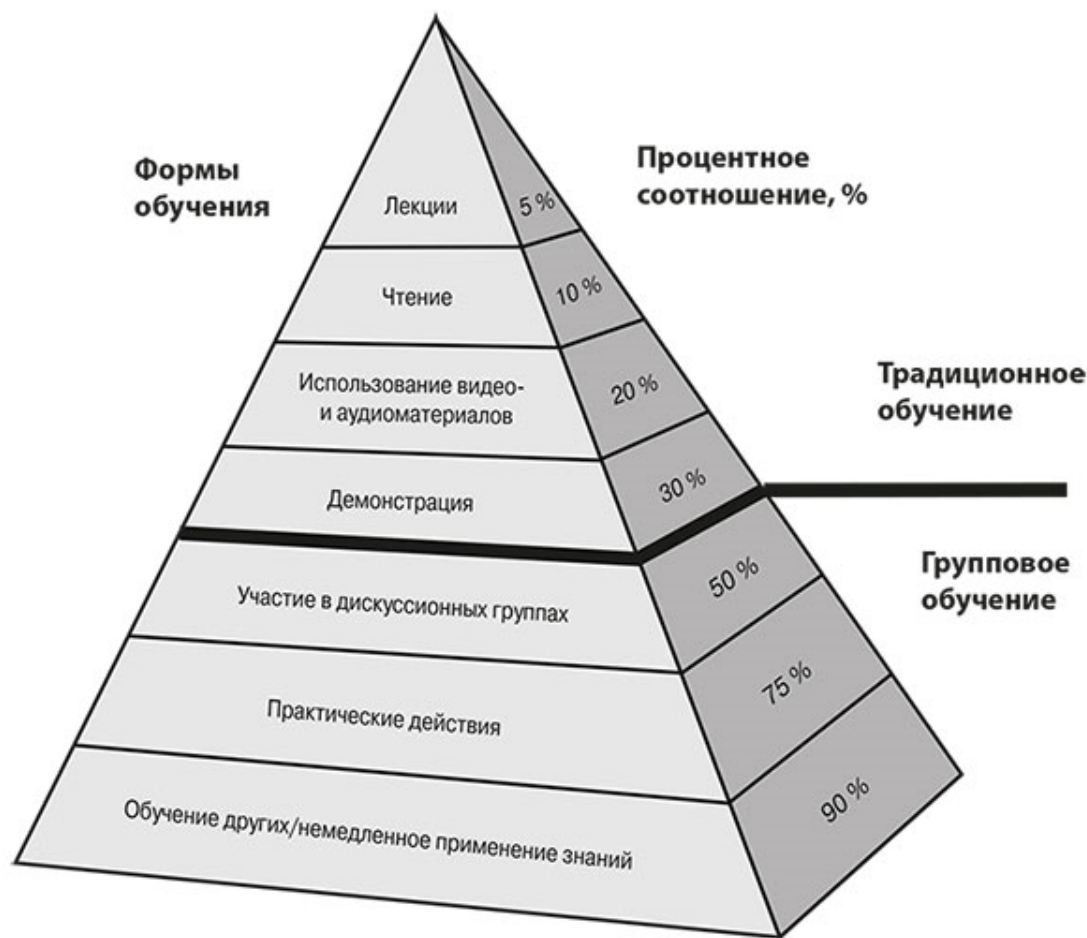 Формы
обучения
Процентное
соотношение, %
Лекции
5 %
Чтение
10 %
Использование видео-
и аудиоматериалов
20 %
Демонстрация
30 %
Традиционное
обучение
Групповое
обучение
Участие в дискуссионных группах
50 %
Практические действия
75 %
Обучение других/немедленное применение знаний
90 %